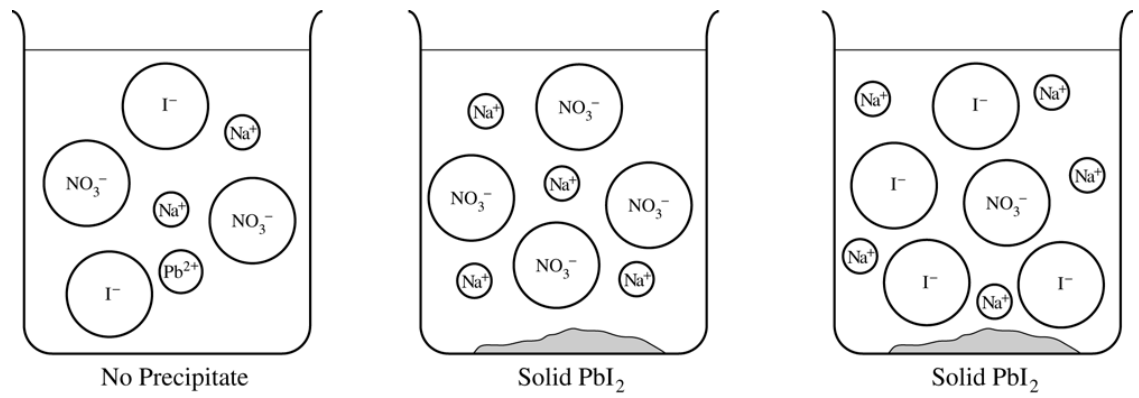 I⁻
Na⁺
NO₃⁻
Na⁺
NO₃⁻
Pb²⁺
I⁻
No Precipitate
NO₃⁻
Na⁺
Na⁺
NO₃⁻
NO₃⁻
NO₃⁻
Na⁺
Na⁺
Solid PbI₂
Na⁺
I⁻
Na⁺
I⁻
Na⁺
NO₃⁻
Na⁺
I⁻
I⁻
Na⁺
Solid PbI₂